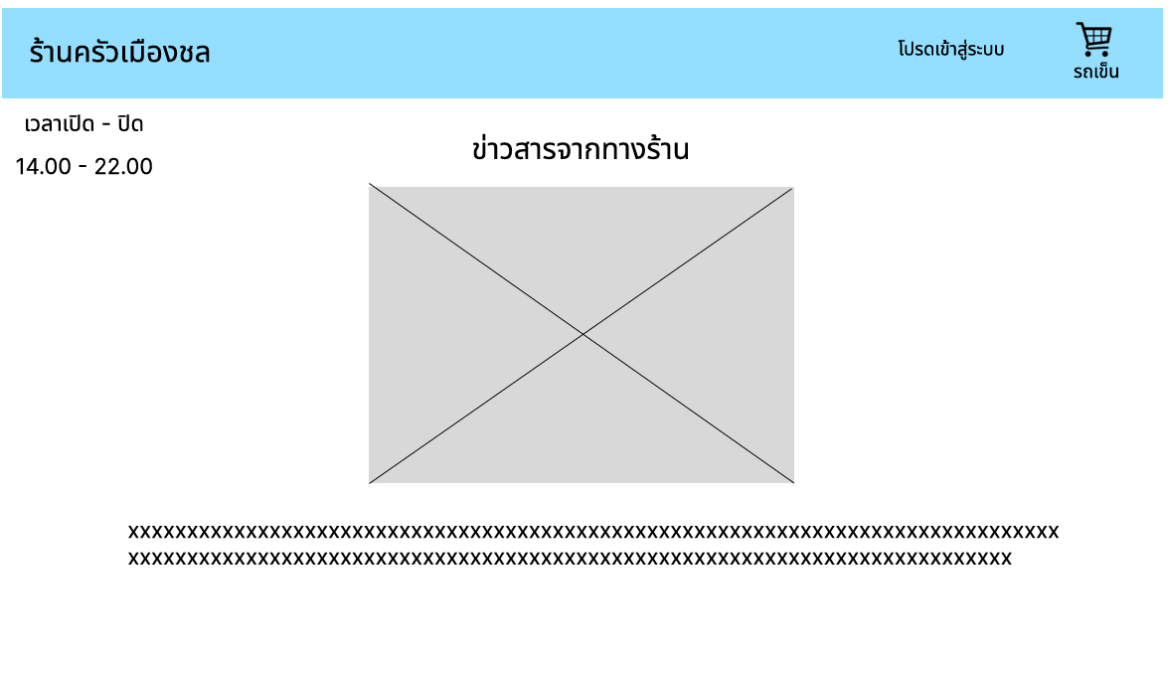 ร้านครัวเมืองชล
โปรดเข้าสู่ระบบ
รถเข็น
เวลาเปิด - ปิด
14.00 - 22.00
ข่าวสารจากทางร้าน
xxxxxxxxxxxxxxxxxxxxxxxxxxxxxxxxxxxxxxxxxxxxxxxxxxxxxxxxxxxxxxxxxxxxxxxxxxxxxxx
xxxxxxxxxxxxxxxxxxxxxxxxxxxxxxxxxxxxxxxxxxxxxxxxxxxxxxxxxxxxxxxxxxxxxxxxxxx